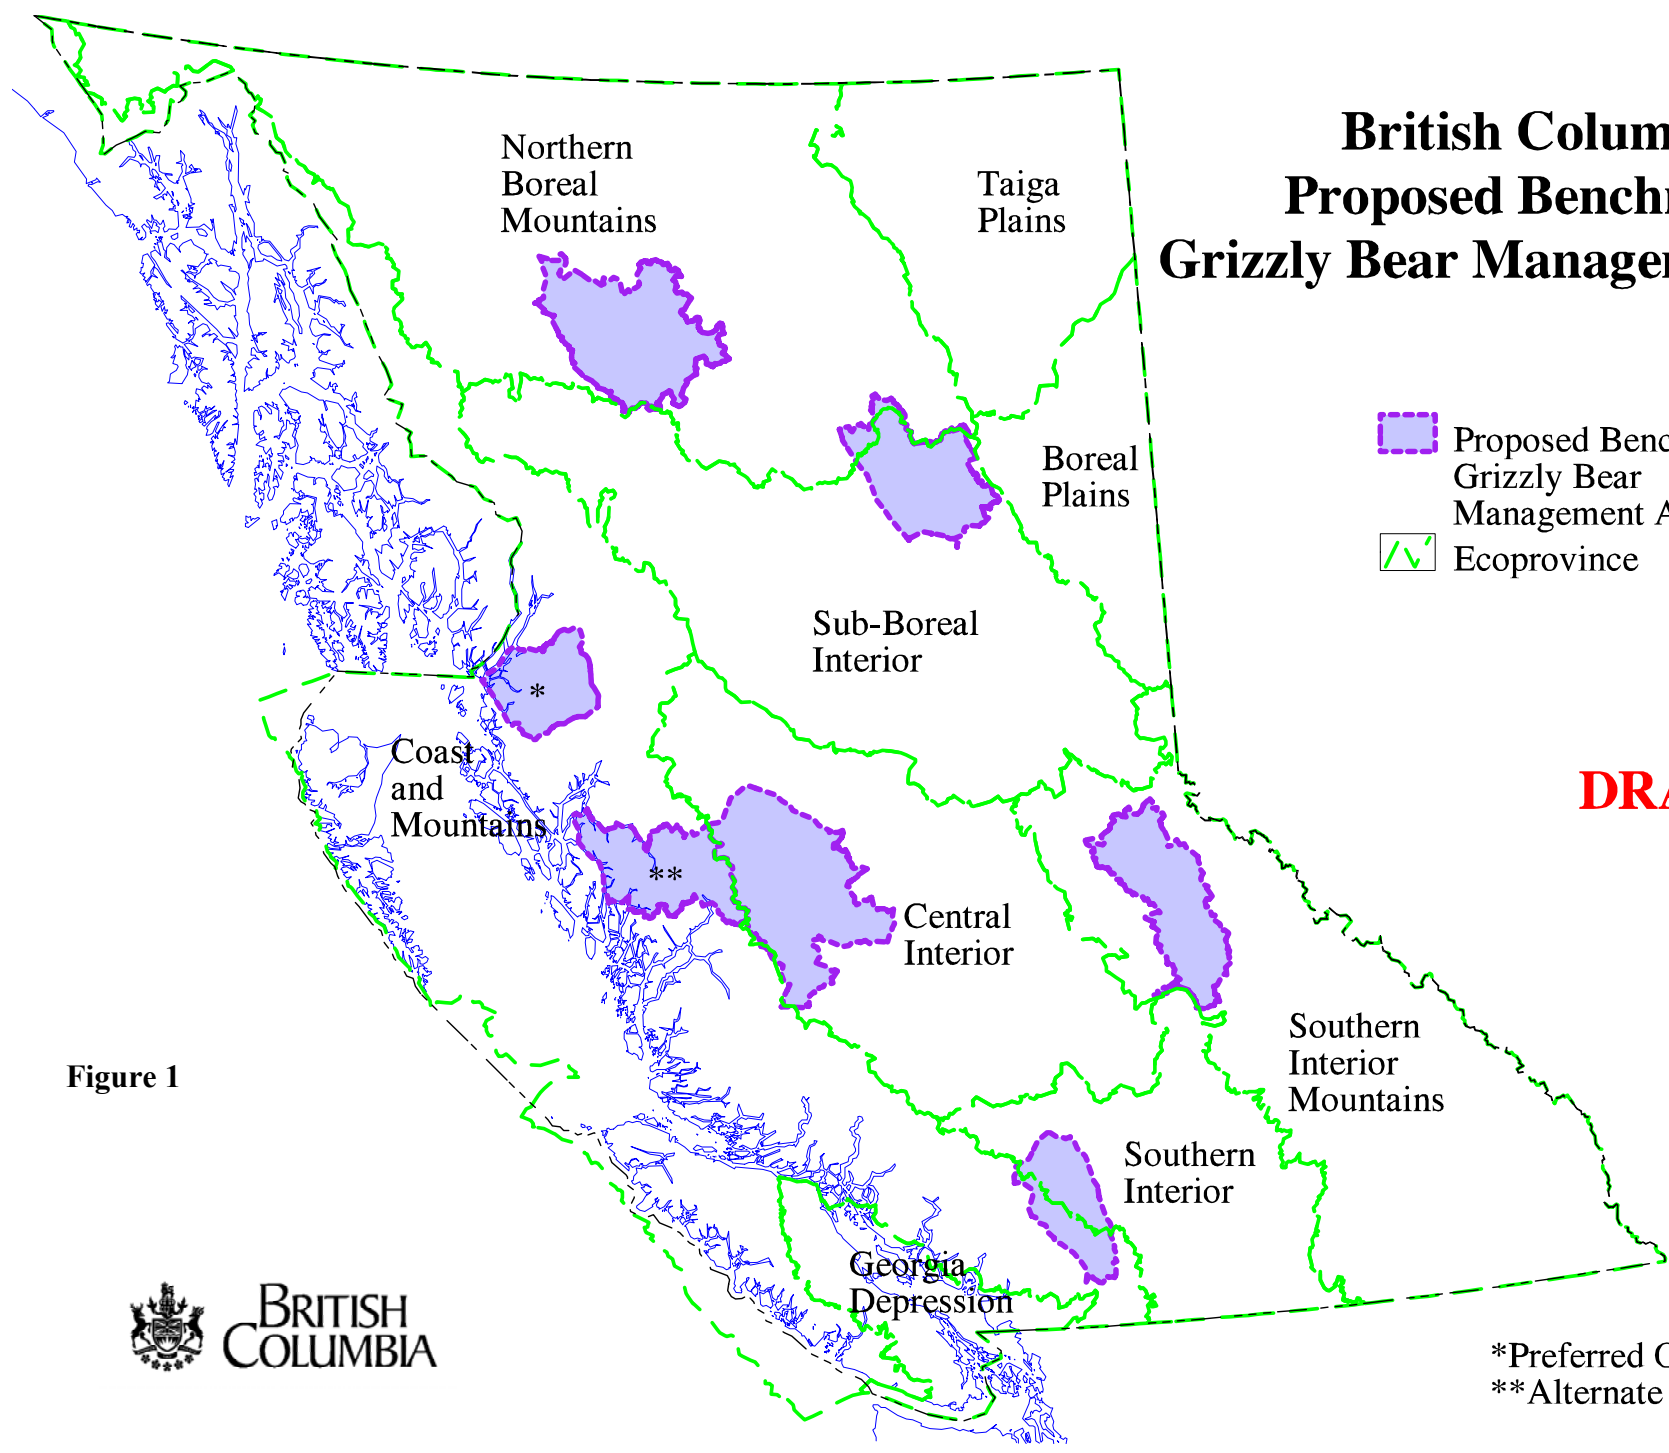 British Colum
Proposed Bench
Grizzly Bear Manage
Northern
Boreal
Mountains
Taiga
Plains
Proposed Benc
Grizzly Bear
Management A
Ecoprovince
Boreal
Plains
Sub-Boreal
Interior
*
Coast
and
Mountains
DRA
**
Central
Interior
Southern
Interior
Mountains
Figure 1
Southern
Interior
Georgia
Depression
BRITISH
COLUMBIA
*Preferred
**Alternate